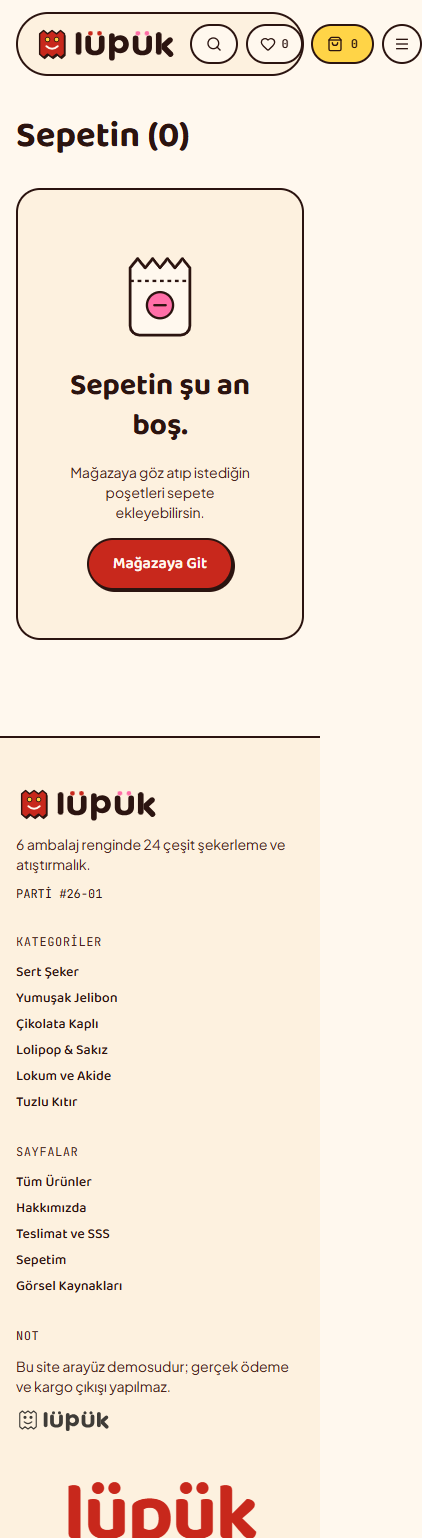 lüpük
0
0
Sepetin (0)
Sepetin şu an
boş.
Mağazaya göz atıp istediğin
poşetleri sepete
ekleyebilirsin.
Mağazaya Git
lüpük
6 ambalaj renginde 24 çeşit şekerleme ve
atıştırmalık.
PARTİ #26-01
KATEGORİLER
Sert Şeker
Yumuşak Jelibon
Çikolata Kaplı
Lolipop & Sakız
Lokum ve Akide
Tuzlu Kıtır
SAYFALAR
Tüm Ürünler
Hakkımızda
Teslimat ve SSS
Sepetim
Görsel Kaynakları
NOT
Bu site arayüz demosudur; gerçek ödeme
ve kargo çıkışı yapılmaz.
lüpük
lüpük